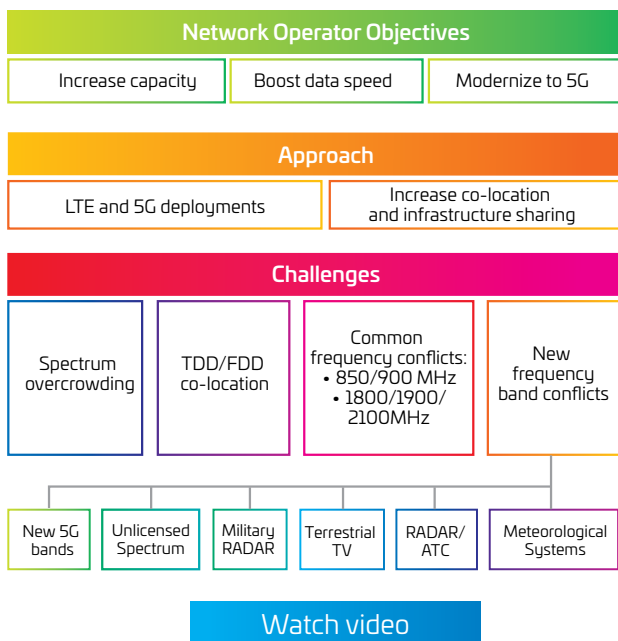 Network Operator Objectives
Increase capacity
Boost data speed
Modernize to 5G
Approach
LTE and 5G deployments
Increase co-location
and infrastructure sharing
Challenges
Spectrum
overcrowding
TDD/FDD
co-location
Common
frequency conflicts:
• 850/900 MHz
• 1800/1900/
2100MHz
New
frequency
band conflicts
New 5G
bands
Unlicensed
Spectrum
Military
RADAR
Terrestrial
TV
RADAR/
ATC
Meteorological
Systems
Watch video